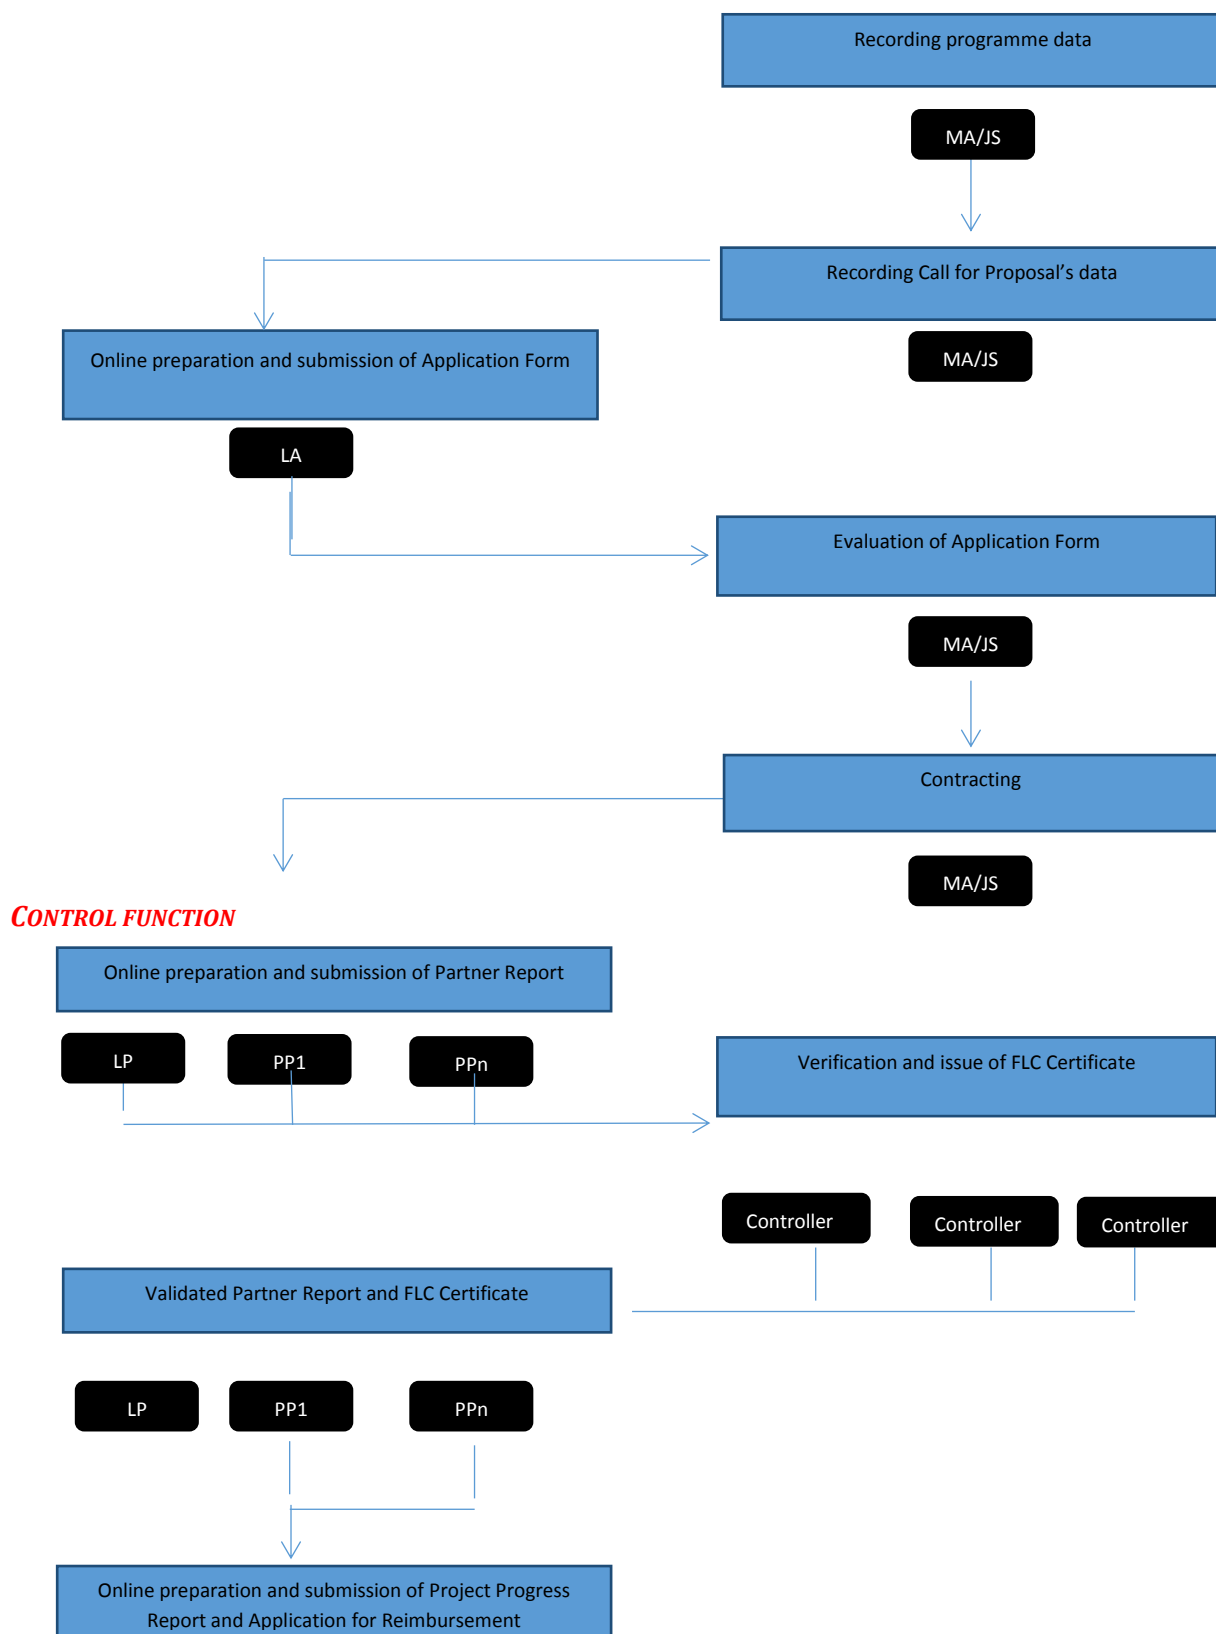 Recording programme data
MA/JS
Recording Call for Proposal’s data
MA/JS
Online preparation and submission of Application Form
LA
Evaluation of Application Form
MA/JS
Contracting
MA/JS
CONTROL FUNCTION
Online preparation and submission of Partner Report
LP
PP1
PPn
Verification and issue of FLC Certificate
Controller
Controller
Controller
Validated Partner Report and FLC Certificate
LP
PP1
PPn
Online preparation and submission of Project Progress
Report and Application for Reimbursement